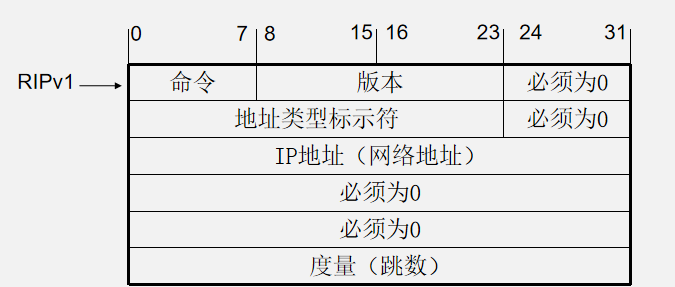 0 7 8 15 16 23 24 31
RIPv1 命令 版本 必须为0
地址类型标示符 必须为0
IP地址（网络地址）
必须为0
必须为0
度量（跳数）